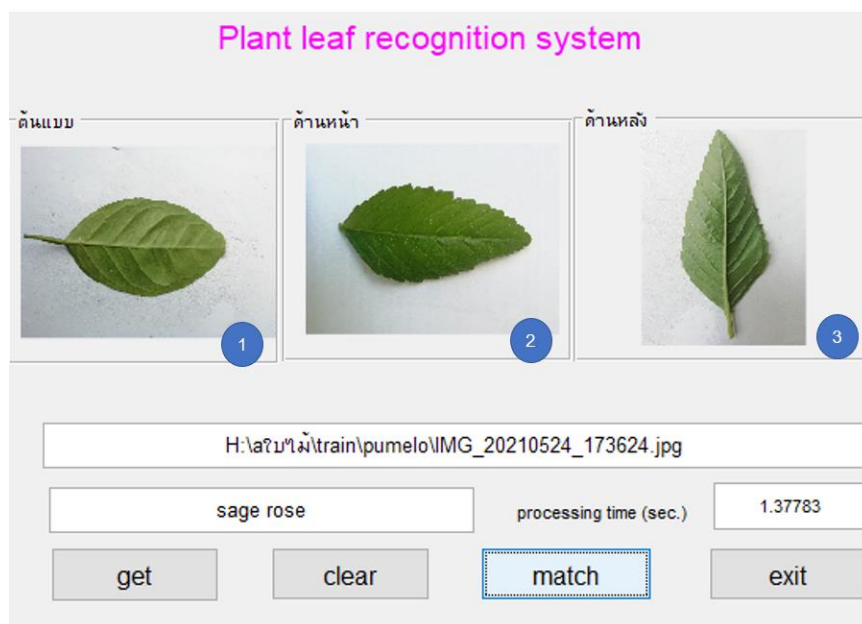 Plant leaf recognition system
ต้นแบบ
ด้านหน้า
ด้านหลัง
1
2
3
H:\aใบไม้\train\pumelo\IMG_20210524_173624.jpg
sage rose
processing time (sec.)
1.37783
get
clear
match
exit